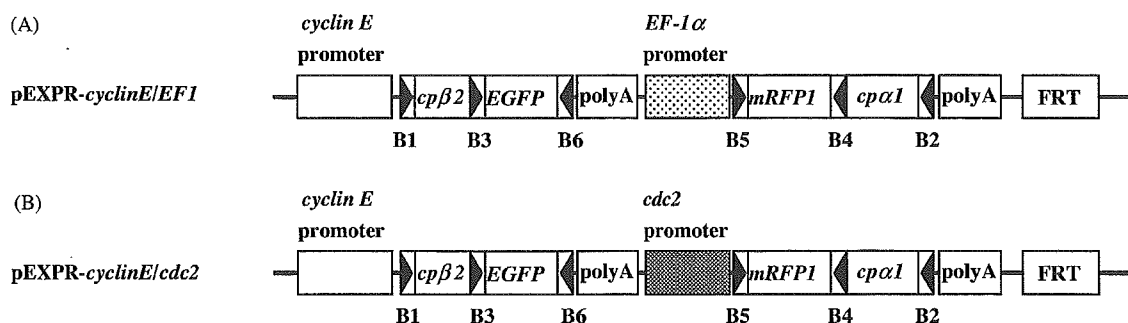 (A)
cyclin E
promoter
EF-1α
promoter
pEXPR-cyclinE/EF1
cpβ2 EGFP polyA mRFP1 cpα1 polyA FRT
B1 B3 B6 B5 B4 B2
(B)
cyclin E
promoter
cdc2
promoter
pEXPR-cyclinE/cdc2
cpβ2 EGFP polyA mRFP1 cpα1 polyA FRT
B1 B3 B6 B5 B4 B2